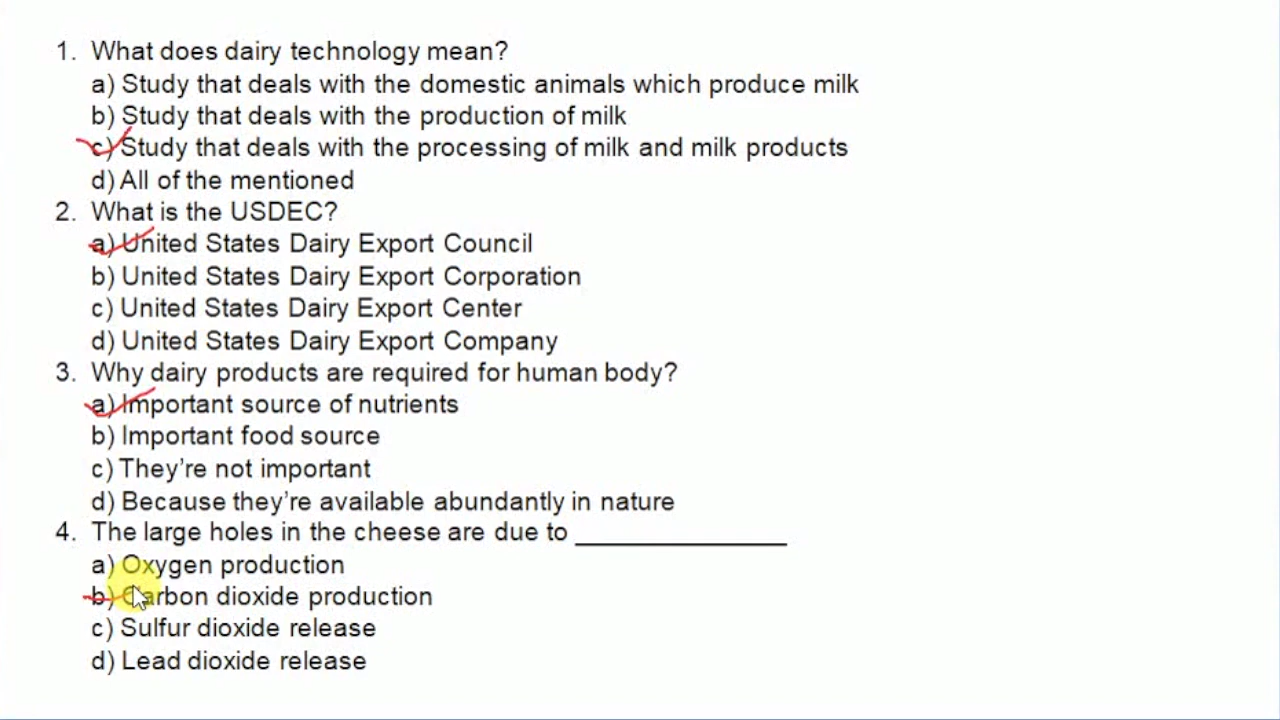 1. What does dairy technology mean?
a) Study that deals with the domestic animals which produce milk
b) Study that deals with the production of milk
c) Study that deals with the processing of milk and milk products
d) All of the mentioned
2. What is the USDEC?
a) United States Dairy Export Council
b) United States Dairy Export Corporation
c) United States Dairy Export Center
d) United States Dairy Export Company
3. Why dairy products are required for human body?
a) Important source of nutrients
b) Important food source
c) They’re not important
d) Because they’re available abundantly in nature
4. The large holes in the cheese are due to _______________
a) Oxygen production
b) Carbon dioxide production
c) Sulfur dioxide release
d) Lead dioxide release